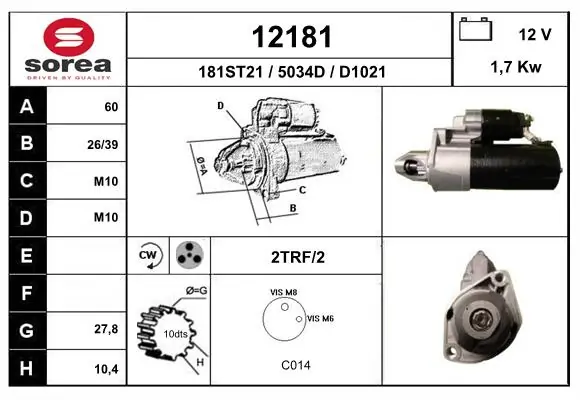 sorea
DRIVEN BY QUALITY
12181
181ST21 / 5034D / D1021
12 V
1,7 Kw
A 60
B 26/39
C M10
D M10
E
F
G 27,8
H 10,4
D
Ø=A
C
B
CW
2TRF/2
Ø=G
10dts
H
VIS M8
VIS M6
C014